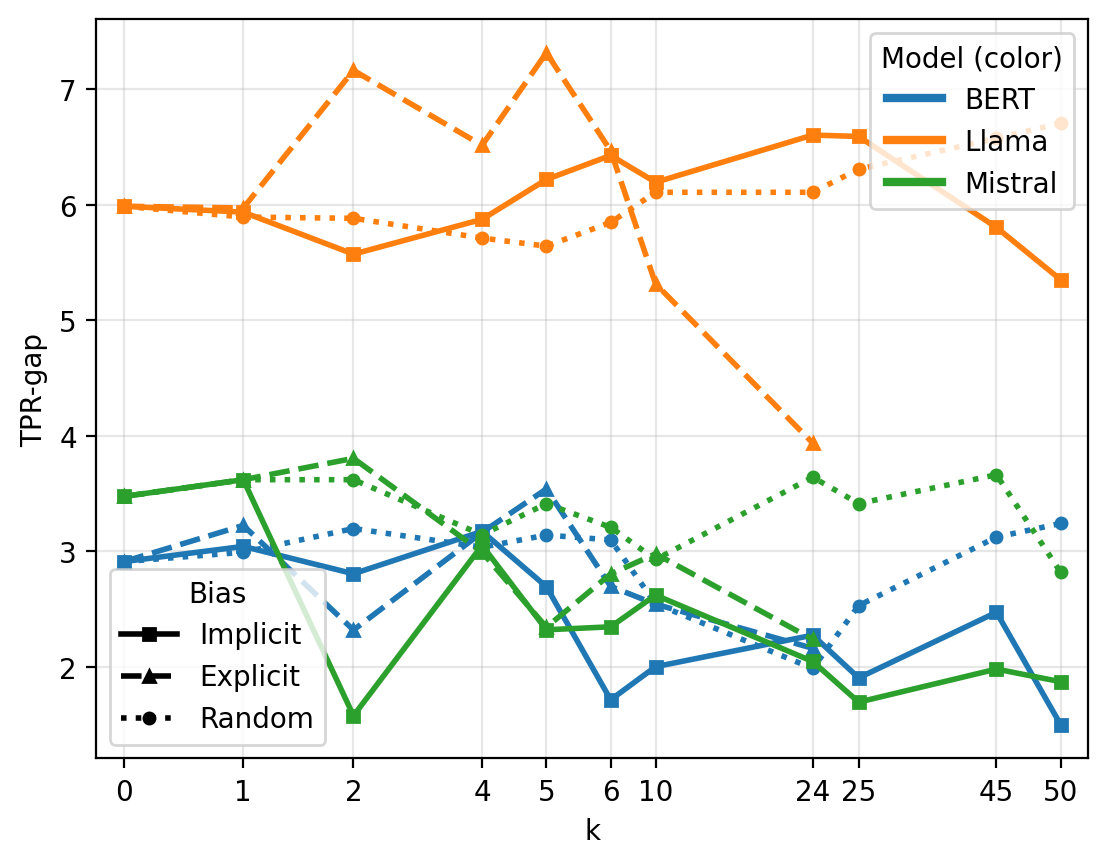 7
6
5
4
3
2
TPR-gap
Model (color)
BERT
Llama
Mistral
Bias
Implicit
Explicit
Random
0 1 2 4 5 6 10 24 25 45 50
k